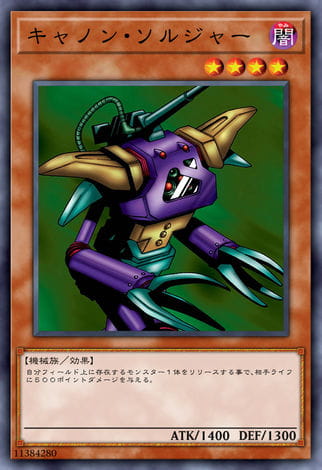 キャノン・ソルジャー
闇
やみ
【機械族／効果】
自分フィールド上に存在するモンスター１体をリリースする事で、相手ライフ
に５００ポイントダメージを与える。
ATK/1400 DEF/1300
11384280